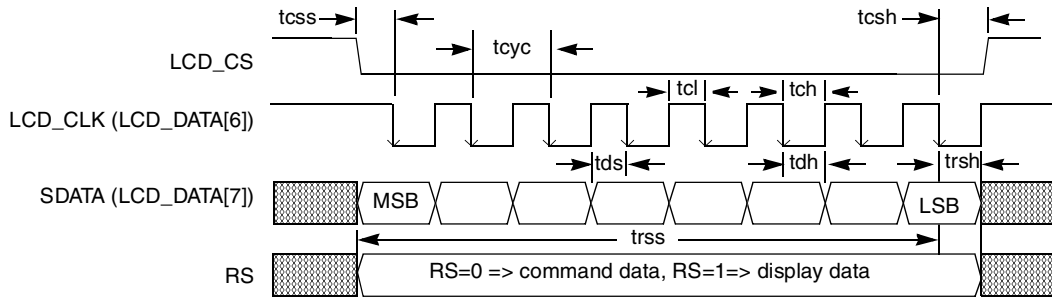 tcss
tcsh
tcyc
LCD_CS
tcl
tch
LCD_CLK (LCD_DATA[6])
tds
tdh
trsh
SDATA (LCD_DATA[7])
MSB
LSB
trss
RS
RS=0 => command data, RS=1=> display data